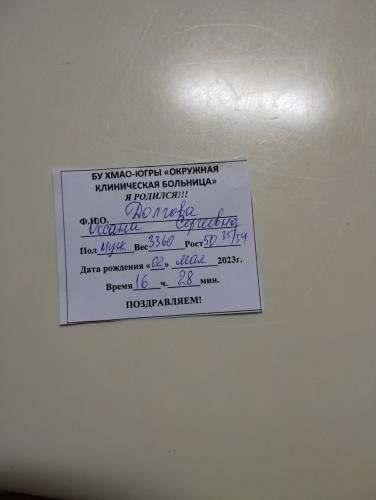 БУ ХМАО-ЮГРЫ «ОКРУЖНАЯ
КЛИНИЧЕСКАЯ БОЛЬНИЦА»
Я РОДИЛСЯ!!!
Ф.И.О. Долгова
Сергеевна
Пол муж Вес 3360 Рост 50 35/34
Дата рождения «02» мая 2023г.
Время 16 ч. 28 мин.
ПОЗДРАВЛЯЕМ!